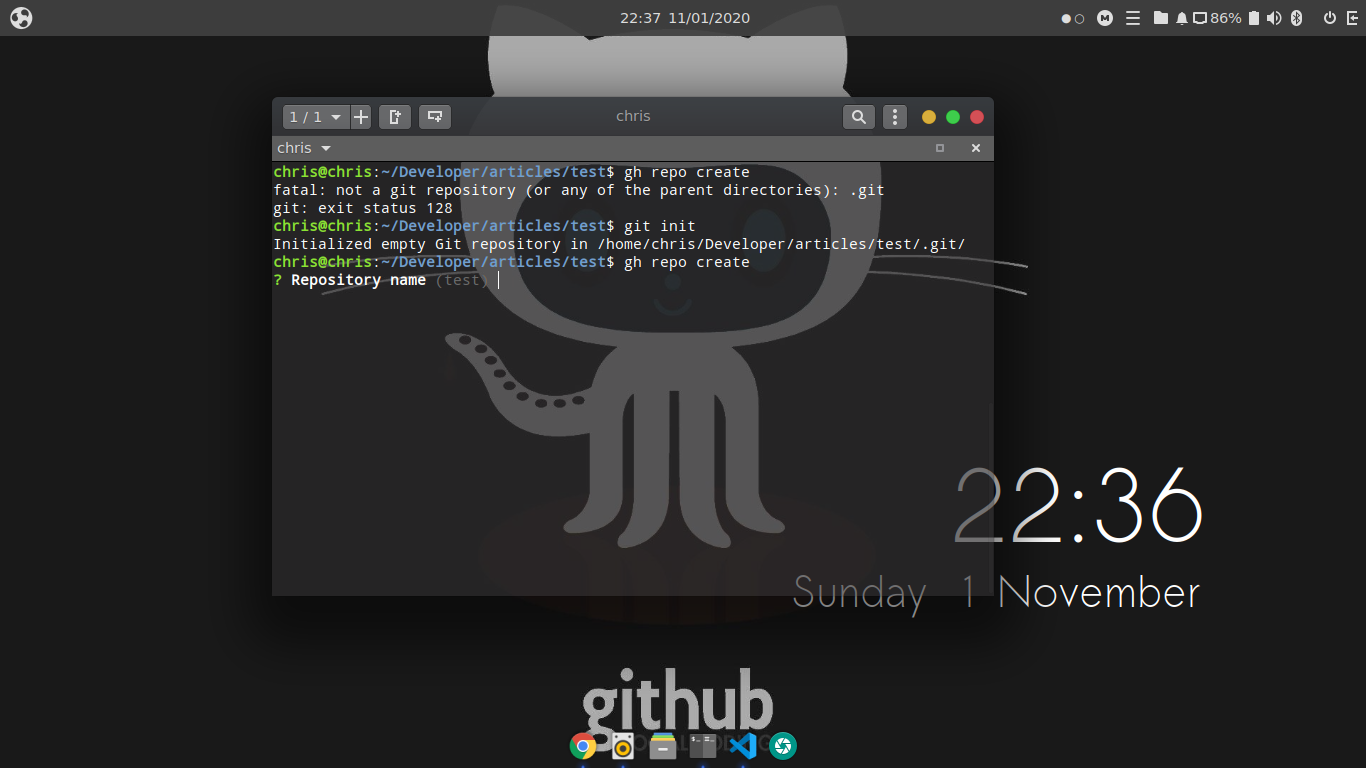 22:37 11/01/2020
86%
1 / 1
chris
chris
chris@chris:~/Developer/articles/test$ gh repo create
fatal: not a git repository (or any of the parent directories): .git
git: exit status 128
chris@chris:~/Developer/articles/test$ git init
Initialized empty Git repository in /home/chris/Developer/articles/test/.git/
chris@chris:~/Developer/articles/test$ gh repo create
? Repository name (test)
22:36
Sunday 1 November
github